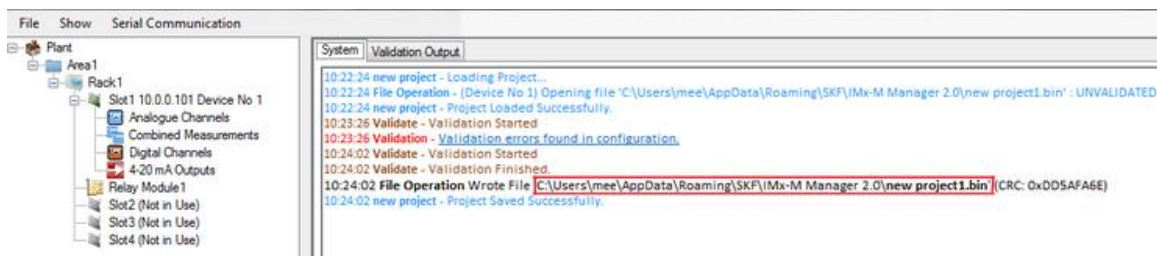 File Show Serial Communication
Plant
Area1
Rack1
Slot1 10.0.0.101 Device No 1
Analogue Channels
Combined Measurements
Digital Channels
4-20 mA Outputs
Relay Module1
Slot2 (Not in Use)
Slot3 (Not in Use)
Slot4 (Not in Use)
System Validation Output
10:22:24 new project - Loading Project...
10:22:24 File Operation - (Device No 1) Opening file 'C:\Users\mee\AppData\Roaming\SKF\IMx-M Manager 2.0\new project1.bin' : UNVALIDATED
10:22:24 new project - Project Loaded Successfully.
10:23:26 Validate - Validation Started
10:23:26 Validation - Validation errors found in configuration.
10:24:02 Validate - Validation Started
10:24:02 Validate - Validation Finished.
10:24:02 File Operation Wrote File 'C:\Users\mee\AppData\Roaming\SKF\IMx-M Manager 2.0\new project1.bin' (CRC: 0xDD5AFA6E)
10:24:02 new project - Project Saved Successfully.